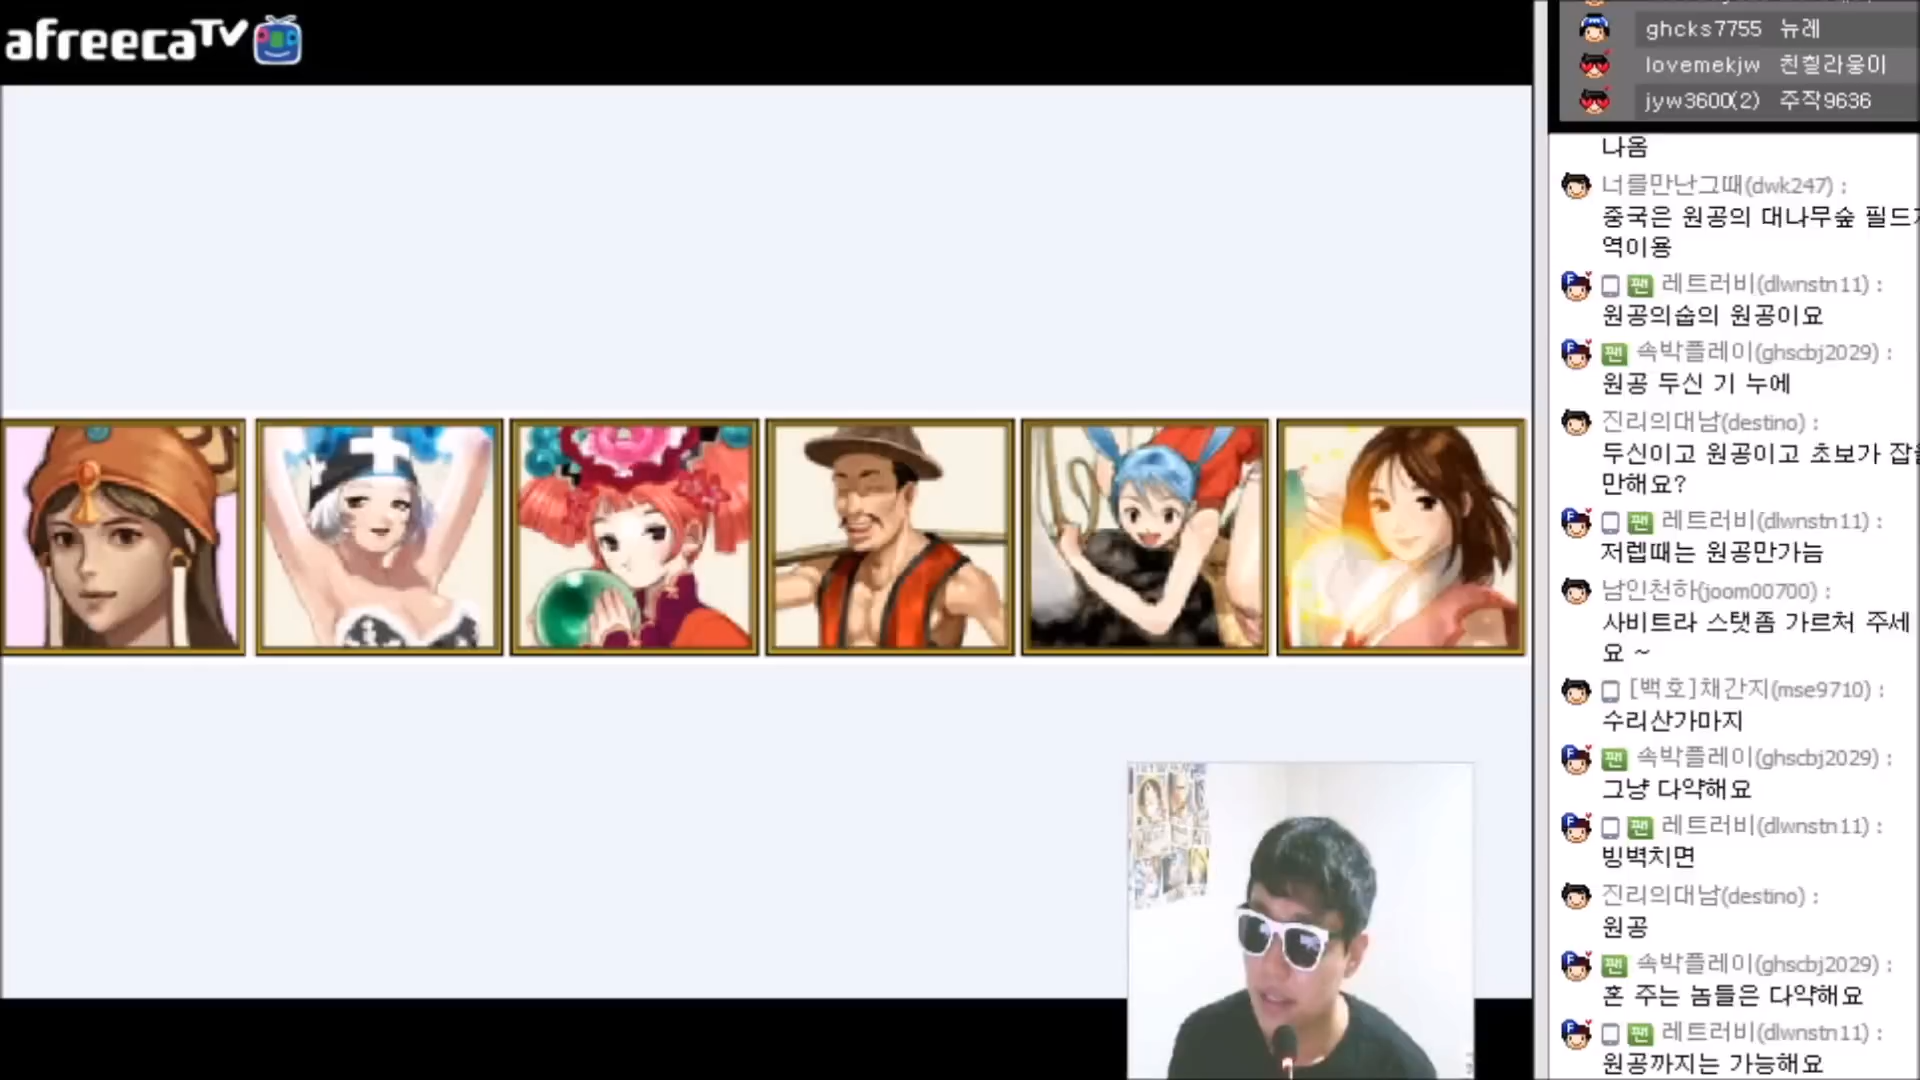 afreecaTV
ghcks7755 뉴레
lovemekjw 친칠라웅이
jyw3600(2) 주작9636
나옴
너를만난그때(dwk247) :
중국은 원공의 대나무숲 필드
역이용
팬 레트러비(dlwnstn11) :
원공의숩의 원공이요
팬 속박플레이(ghscbj2029) :
원공 두신 기 누에
진리의대남(destino) :
두신이고 원공이고 초보가 잡을
만해요?
팬 레트러비(dlwnstn11) :
저렙때는 원공만가늠
남인천하(joom00700) :
사비트라 스탯좀 가르처 주세
요 ~
[백호]채간지(mse9710) :
수리산가마지
팬 속박플레이(ghscbj2029) :
그냥 다약해요
팬 레트러비(dlwnstn11) :
빙벽치면
진리의대남(destino) :
원공
팬 속박플레이(ghscbj2029) :
혼 주는 놈들은 다약해요
팬 레트러비(dlwnstn11) :
원공까지는 가능해요